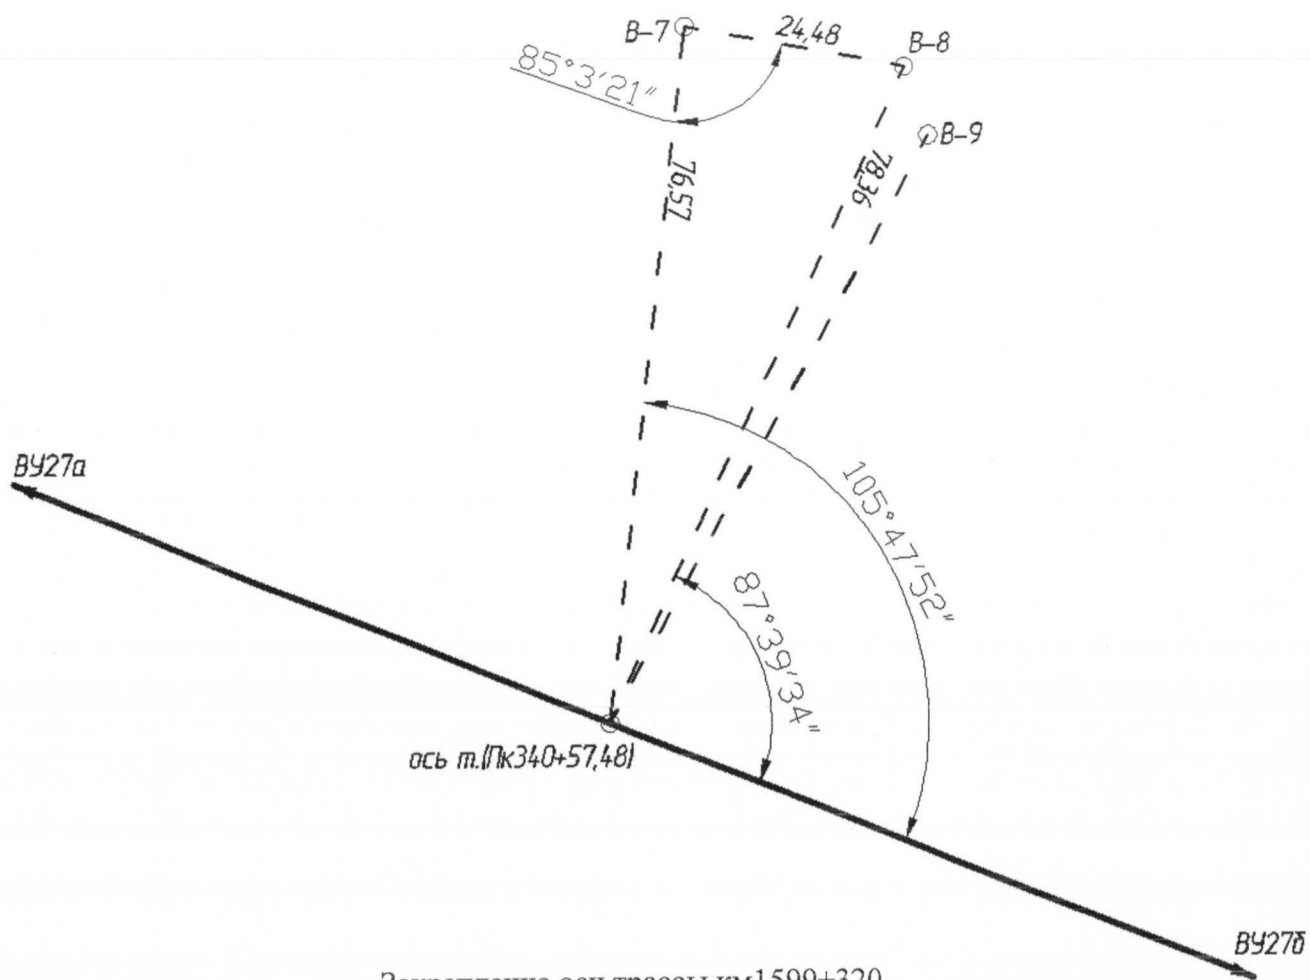 В-7
24,48
В-8
85°3'21"
В-9
76,57
78,36
ВУ27а
105°47'52"
87°39'34"
ось т.(Пк340+57,48)
ВУ27б
Закрепление оси трассы км1599+320